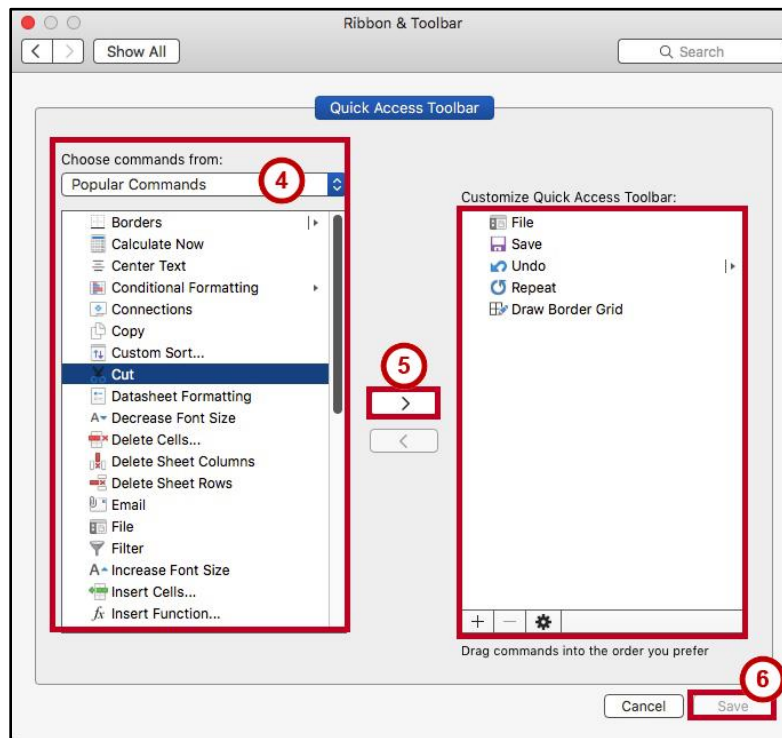 Ribbon & Toolbar
Show All
Search
Quick Access Toolbar
Choose commands from:
Popular Commands
4
Borders
Calculate Now
Center Text
Conditional Formatting
Connections
Copy
Custom Sort...
Cut
Datasheet Formatting
Decrease Font Size
Delete Cells...
Delete Sheet Columns
Delete Sheet Rows
Email
File
Filter
Increase Font Size
Insert Cells...
Insert Function...
5
>
<
Customize Quick Access Toolbar:
File
Save
Undo
Repeat
Draw Border Grid
Drag commands into the order you prefer
6
Cancel
Save